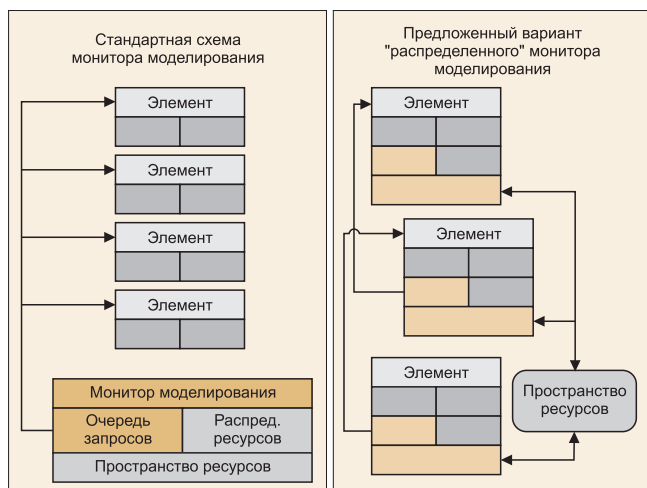 Стандартная схема
монитора моделирования
Элемент
Элемент
Элемент
Элемент
Монитор моделирования
Очередь
запросов
Распред.
ресурсов
Пространство ресурсов
Предложенный вариант
"распределенного" монитора
моделирования
Элемент
Элемент
Элемент
Пространство
ресурсов